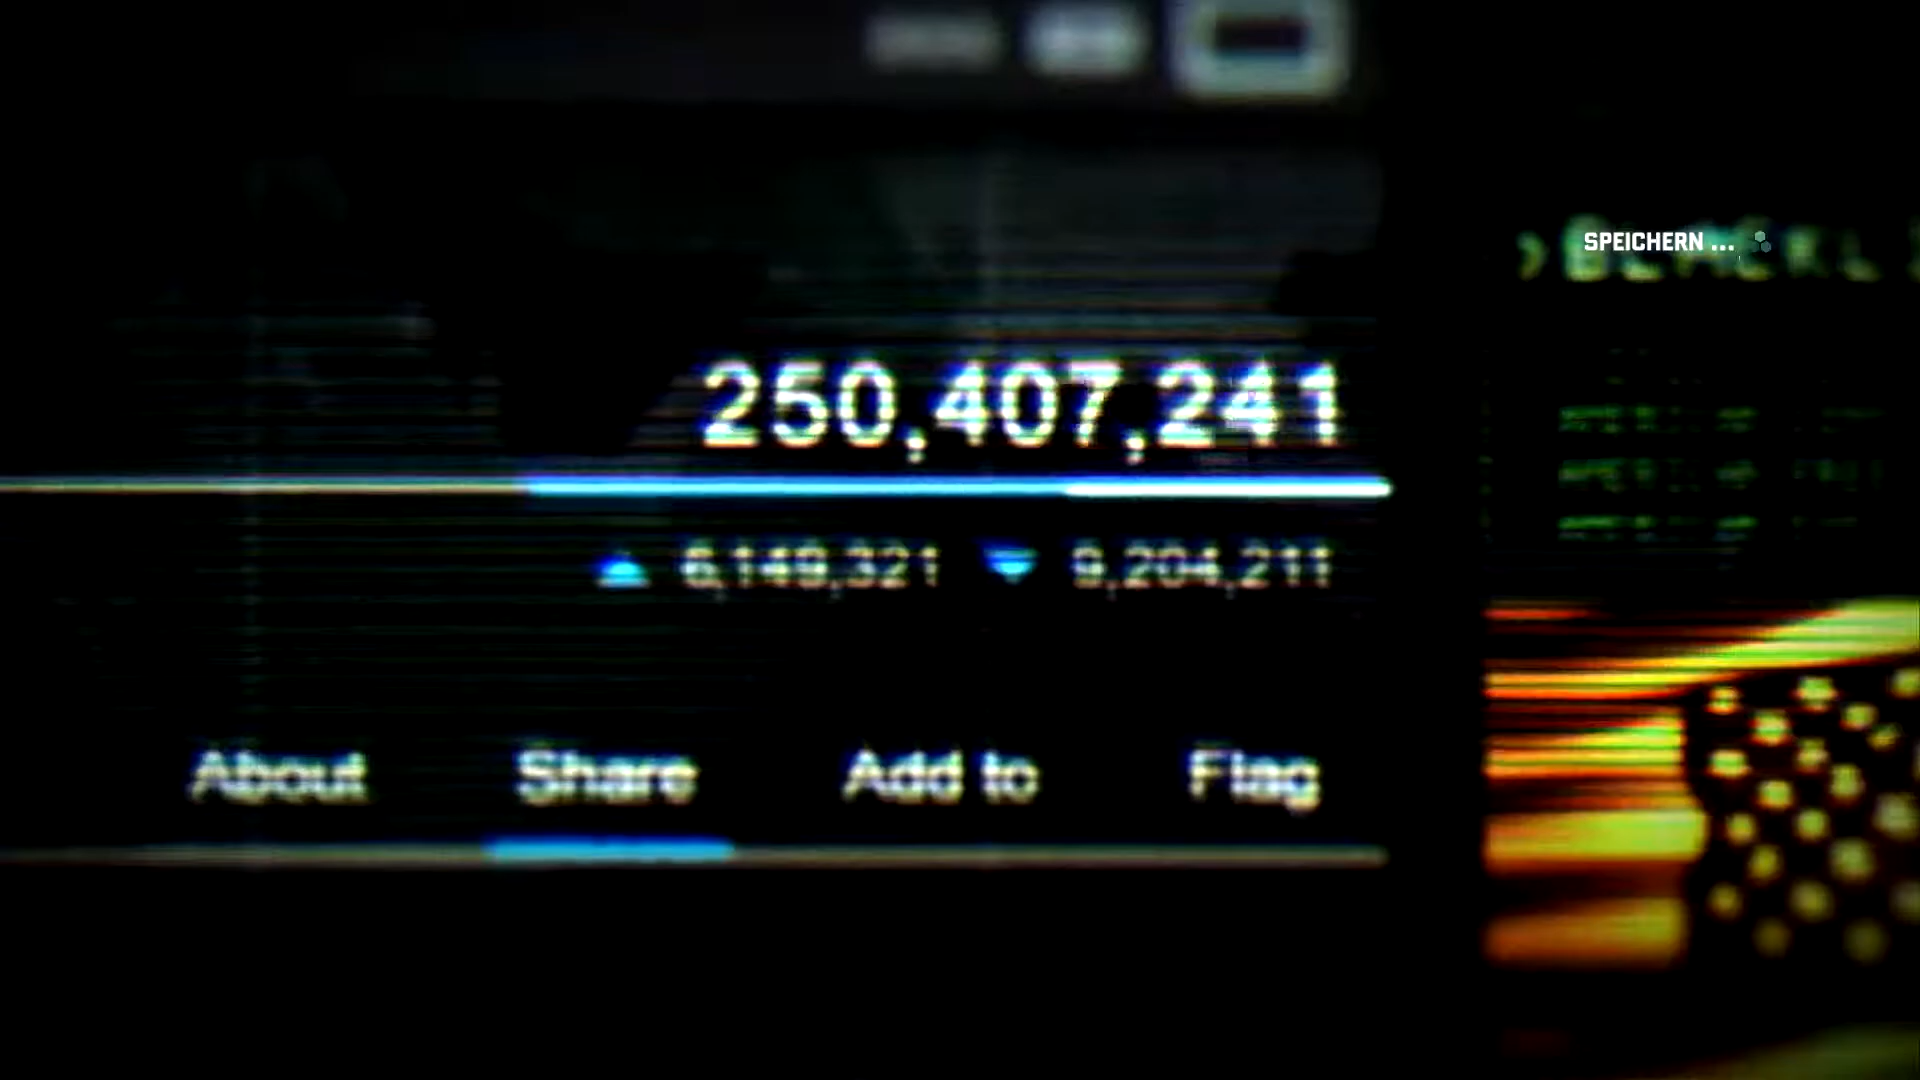 SPEICHERN ...
250,407,241
6,149,321 9,204,211
About Share Add to Flag